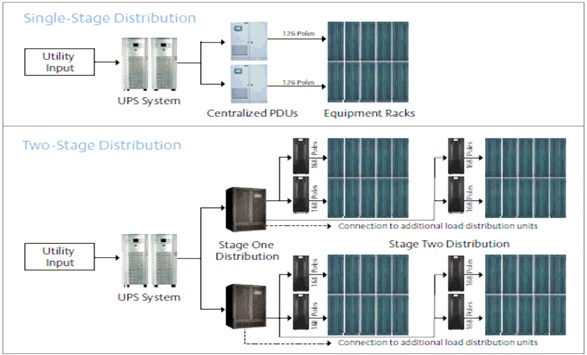 Single-Stage Distribution
Utility
Input
UPS System
126 Poles
126 Poles
Centralized PDUs
Equipment Racks
Two-Stage Distribution
168 Poles
168 Poles
168 Poles
168 Poles
Connection to additional load distribution units
Stage One
Distribution
Stage Two Distribution
Utility
Input
UPS System
168 Poles
168 Poles
168 Poles
168 Poles
Connection to additional load distribution units